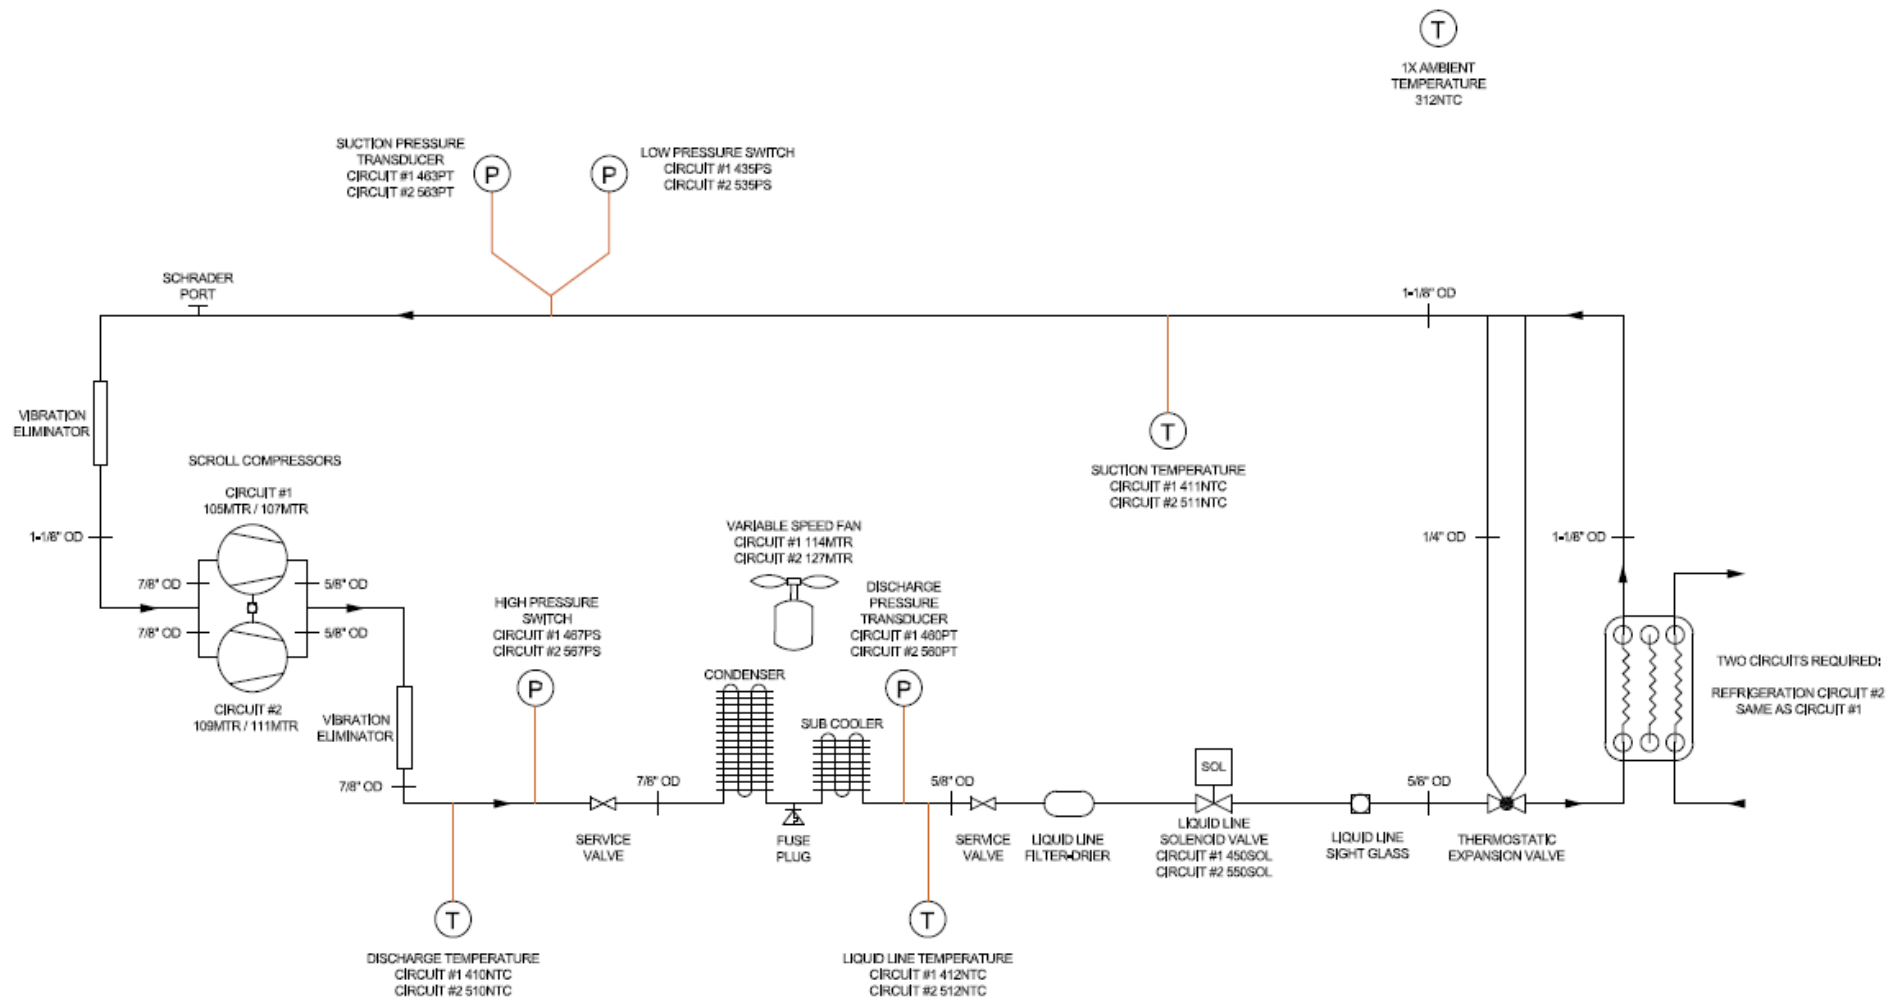 T
1X AMBIENT
TEMPERATURE
312NTC
SUCTION PRESSURE
TRANSDUCER
CIRCUIT #1 463PT
CIRCUIT #2 563PT
P
P
LOW PRESSURE SWITCH
CIRCUIT #1 435PS
CIRCUIT #2 535PS
SCHRADER
PORT
1-1/8" OD
VIBRATION
ELIMINATOR
SCROLL COMPRESSORS
CIRCUIT #1
105MTR / 107MTR
1-1/8" OD
7/8" OD
5/8" OD
7/8" OD
5/8" OD
CIRCUIT #2
109MTR / 111MTR
VIBRATION
ELIMINATOR
7/8" OD
T
SUCTION TEMPERATURE
CIRCUIT #1 411NTC
CIRCUIT #2 511NTC
VARIABLE SPEED FAN
CIRCUIT #1 114MTR
CIRCUIT #2 127MTR
1/4" OD
1-1/8" OD
HIGH PRESSURE
SWITCH
CIRCUIT #1 467PS
CIRCUIT #2 567PS
P
DISCHARGE
PRESSURE
TRANSDUCER
CIRCUIT #1 460PT
CIRCUIT #2 560PT
P
CONDENSER
SUB COOLER
TWO CIRCUITS REQUIRED:
REFRIGERATION CIRCUIT #2
SAME AS CIRCUIT #1
7/8" OD
5/8" OD
SOL
5/8" OD
SERVICE
VALVE
FUSE
PLUG
SERVICE
VALVE
LIQUID LINE
FILTER-DRIER
LIQUID LINE
SOLENOID VALVE
CIRCUIT #1 450SOL
CIRCUIT #2 550SOL
LIQUID LINE
SIGHT GLASS
THERMOSTATIC
EXPANSION VALVE
T
DISCHARGE TEMPERATURE
CIRCUIT #1 410NTC
CIRCUIT #2 510NTC
T
LIQUID LINE TEMPERATURE
CIRCUIT #1 412NTC
CIRCUIT #2 512NTC